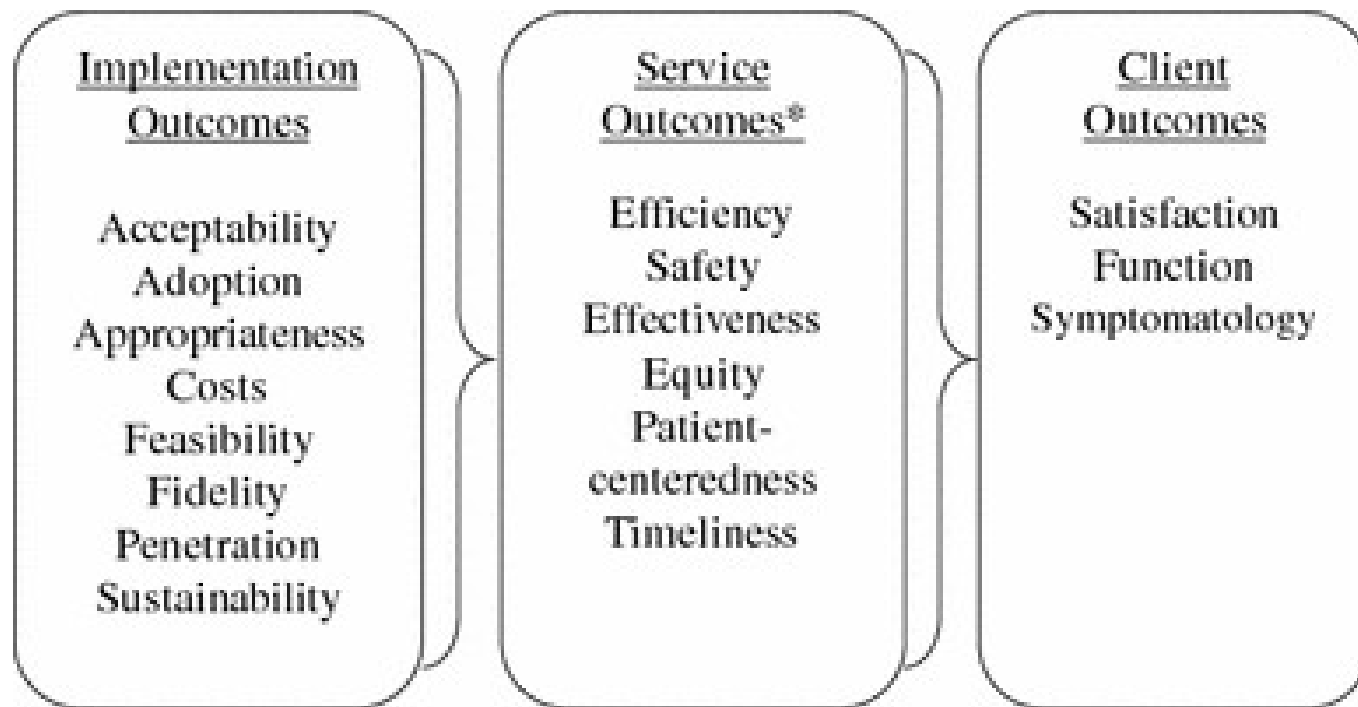 Implementation
Outcomes
Acceptability
Adoption
Appropriateness
Costs
Feasibility
Fidelity
Penetration
Sustainability
Service
Outcomes*
Efficiency
Safety
Effectiveness
Equity
Patient-
centeredness
Timeliness
Client
Outcomes
Satisfaction
Function
Symptomatology